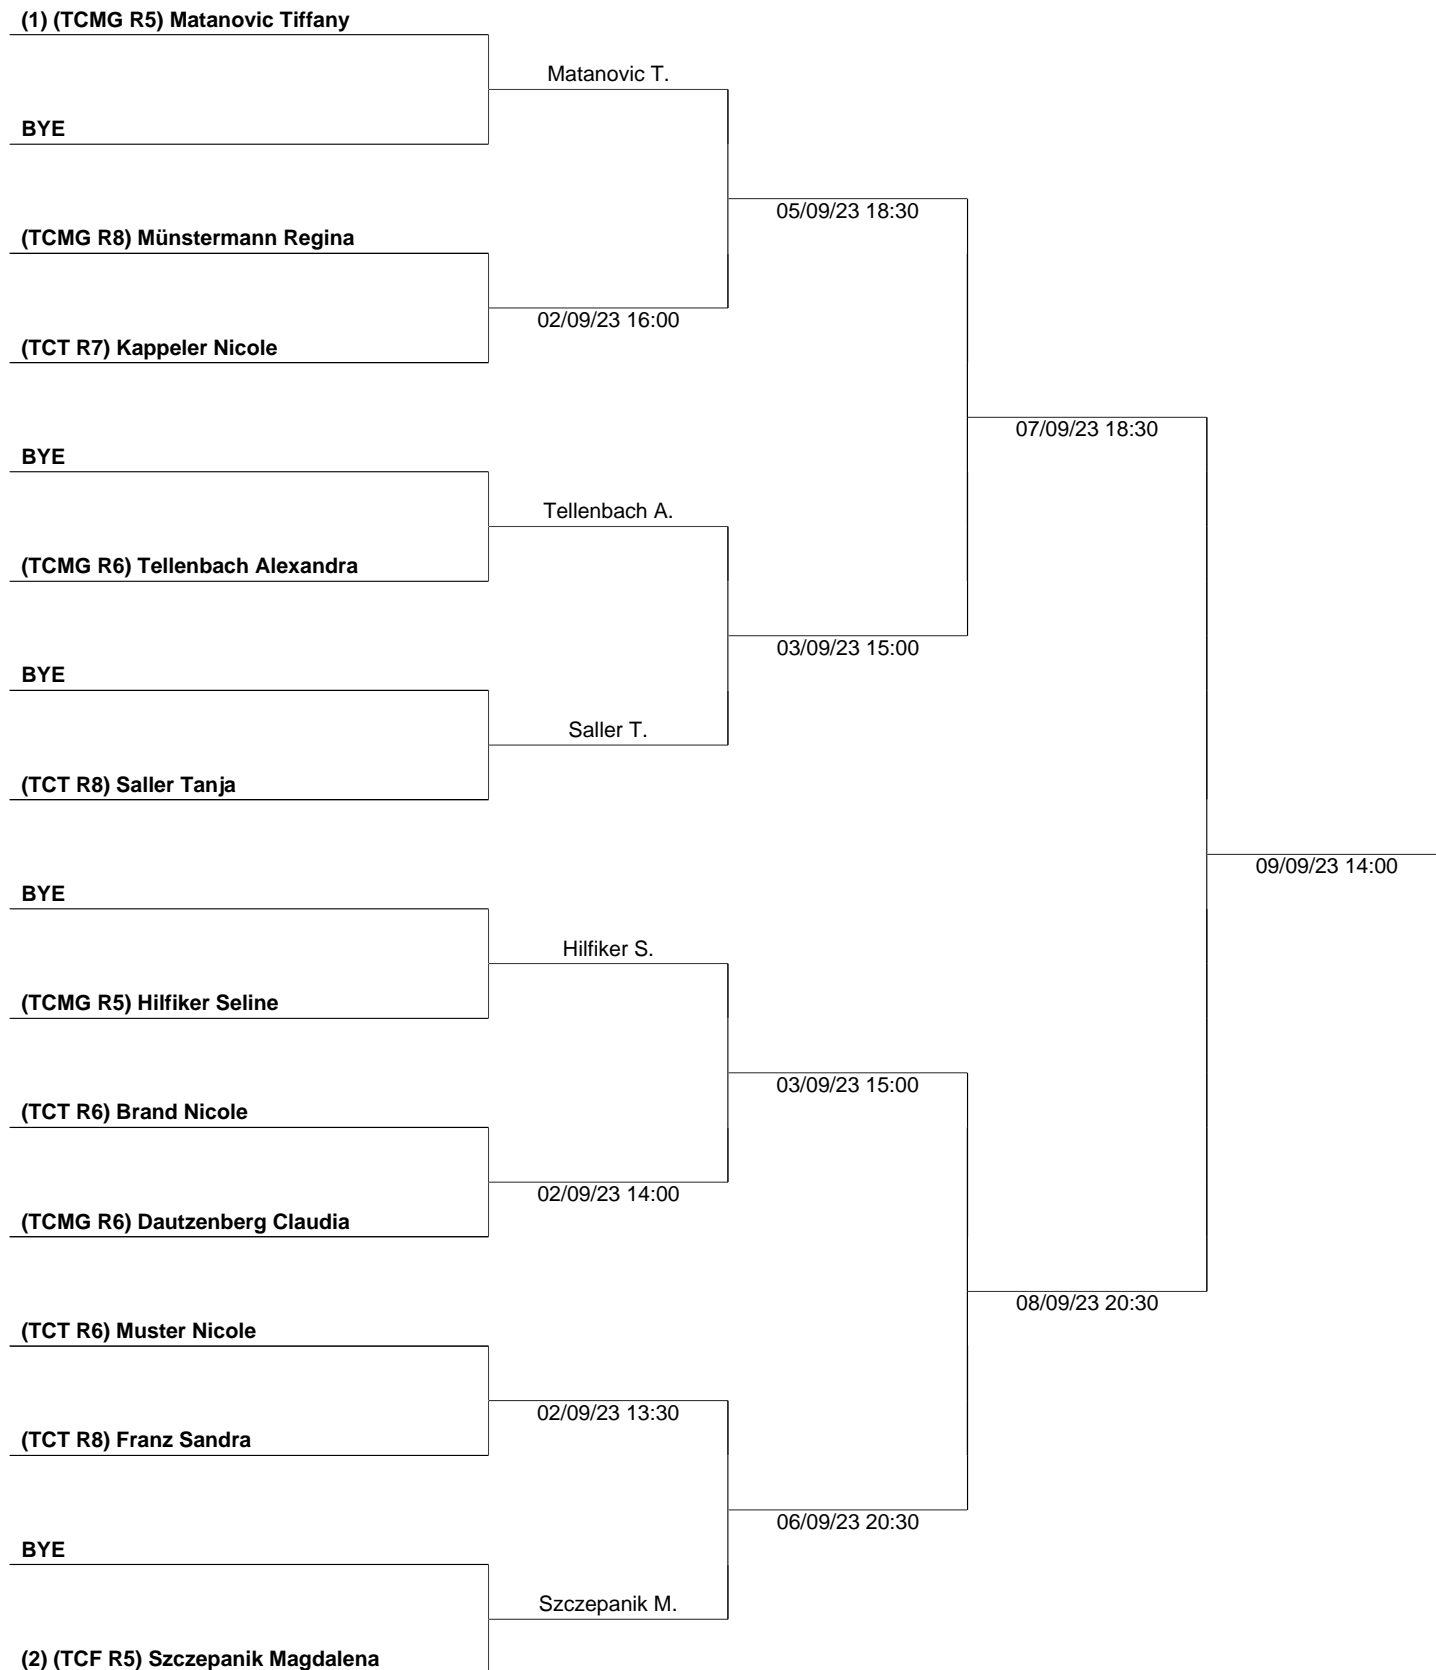 (1) (TCMG R5) Matanovic Tiffany
Matanovic T.
BYE
05/09/23 18:30
(TCMG R8) Münstermann Regina
02/09/23 16:00
(TCT R7) Kappeler Nicole
07/09/23 18:30
BYE
Tellenbach A.
(TCMG R6) Tellenbach Alexandra
03/09/23 15:00
BYE
Saller T.
(TCT R8) Saller Tanja
09/09/23 14:00
BYE
Hilfiker S.
(TCMG R5) Hilfiker Seline
03/09/23 15:00
(TCT R6) Brand Nicole
02/09/23 14:00
(TCMG R6) Dautzenberg Claudia
08/09/23 20:30
(TCT R6) Muster Nicole
02/09/23 13:30
(TCT R8) Franz Sandra
06/09/23 20:30
BYE
Szczepanik M.
(2) (TCF R5) Szczepanik Magdalena